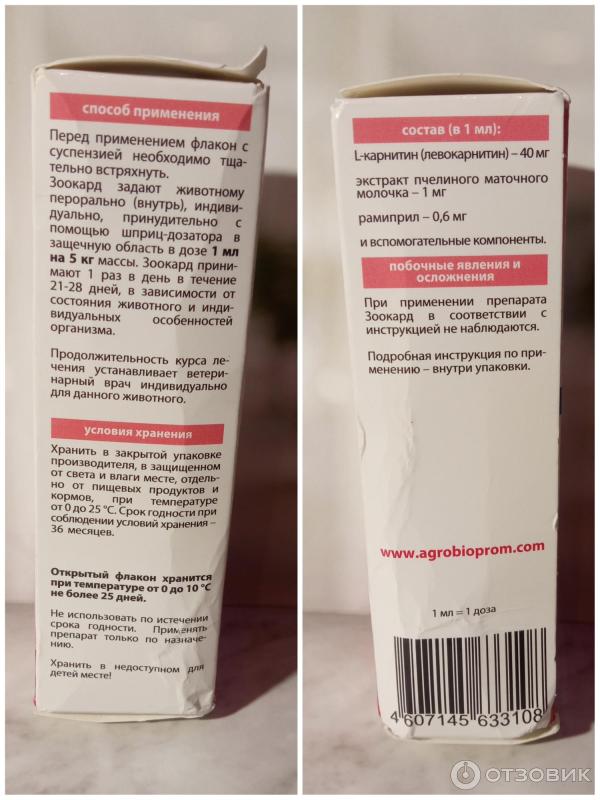 способ применения
Перед применением флакон с
суспензией необходимо тща-
тельно встряхнуть.
Зоокард задают животному
перорально (внутрь), индиви-
дуально, принудительно с
помощью шприц-дозатора в
защечную область в дозе 1 мл
на 5 кг массы. Зоокард прини-
мают 1 раз в день в течение
21-28 дней, в зависимости от
состояния животного и инди-
видуальных особенностей
организма.
Продолжительность курса ле-
чения устанавливает ветери-
нарный врач индивидуально
для данного животного.
условия хранения
Хранить в закрытой упаковке
производителя, в защищенном
от света и влаги месте, отдель-
но от пищевых продуктов и
кормов, при температуре
от 0 до 25 °С. Срок годности при
соблюдении условий хранения –
36 месяцев.
Открытый флакон хранится
при температуре от 0 до 10 °С
не более 25 дней.
Не использовать по истечении
срока годности. Применять
препарат только по назначе-
нию.
Хранить в недоступном для
детей месте!
состав (в 1 мл):
L-карнитин (левокарнитин) – 40 мг
экстракт пчелиного маточного
молочка – 1 мг
рамиприл – 0,6 мг
и вспомогательные компоненты.
побочные явления и
осложнения
При применении препарата
Зоокард в соответствии с
инструкцией не наблюдаются.
Подробная инструкция по при-
менению – внутри упаковки.
www.agrobioprom.com
1 мл = 1 доза
4 607145 633108
ОТЗОВИК